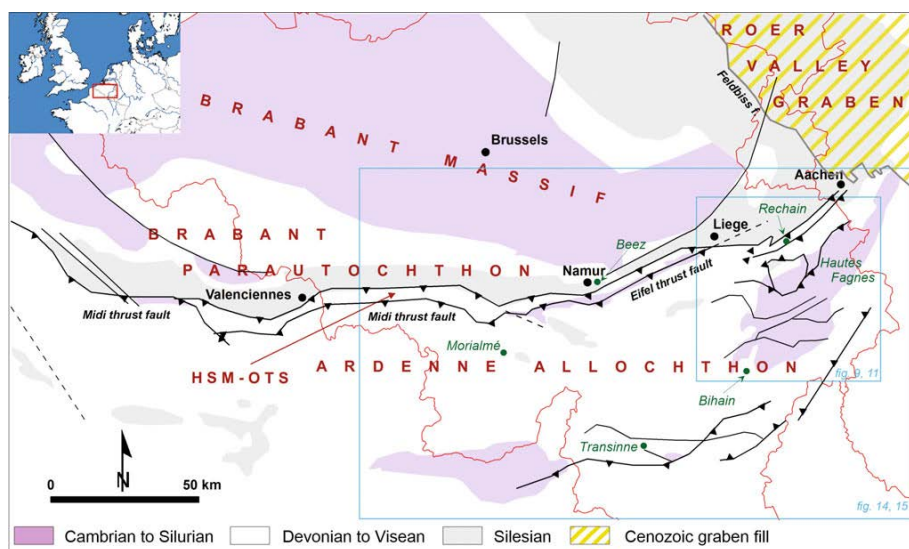 ROER
VALLEY
GRABEN
Feldbiss f.
BRABANT MASSIF
Brussels
Aachen
Rechain
Liege
BRABANT
PARAUTOCHTHON
Beez
Namur
Hautes
Fagnes
Eifel thrust fault
Valenciennes
Midi thrust fault
Midi thrust fault
Morialmé
HSM-OTS
ARDENNE ALLOCHTHON
fig. 9, 11
Bihain
Transinne
N
0 50 km
fig. 14, 15
Cambrian to Silurian
Devonian to Visean
Silesian
Cenozoic graben fill